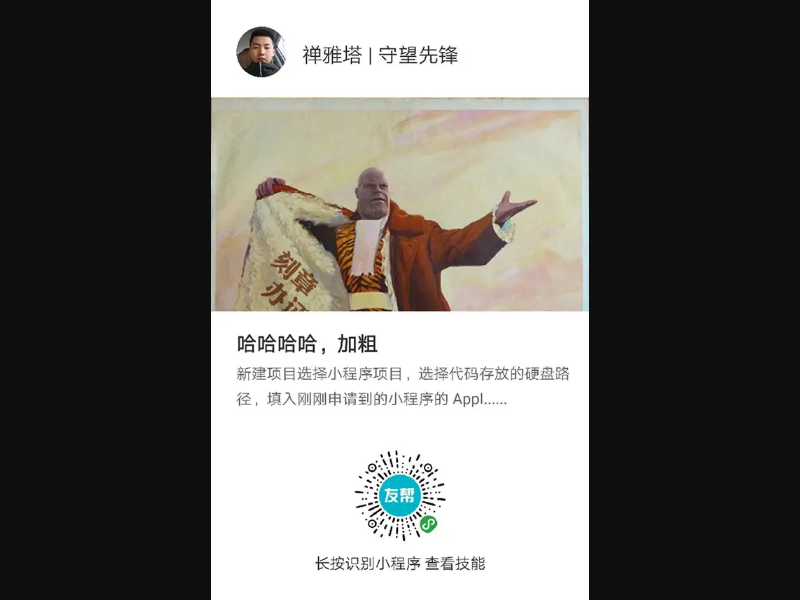 禅雅塔 | 守望先锋
刻章
办证
哈哈哈哈，加粗
新建项目选择小程序项目，选择代码存放的硬盘路
径，填入刚刚申请到的小程序的 Appl......
友帮
长按识别小程序 查看技能